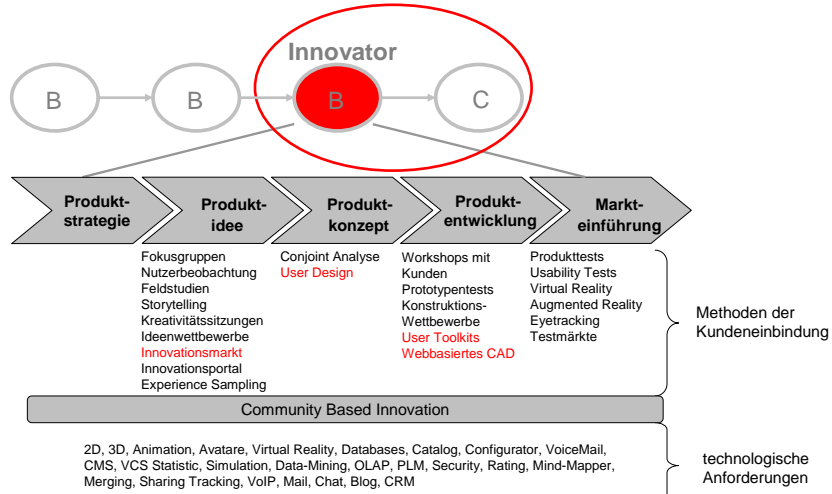 Innovator
B
B
B
C
Produkt-
strategie
Produkt-
idee
Produkt-
konzept
Produkt-
entwicklung
Markt-
einführung
Fokusgruppen
Nutzerbeobachtung
Feldstudien
Storytelling
Kreativitätssitzungen
Ideenwettbewerbe
Innovationsmarkt
Innovationsportal
Experience Sampling
Conjoint Analyse
User Design
Workshops mit
Kunden
Prototypentests
Konstruktions-
Wettbewerbe
User Toolkits
Webbasiertes CAD
Produkttests
Usability Tests
Virtual Reality
Augmented Reality
Eyetracking
Testmärkte
Methoden der
Kundeneinbindung
Community Based Innovation
2D, 3D, Animation, Avatare, Virtual Reality, Databases, Catalog, Configurator, VoiceMail,
CMS, VCS Statistic, Simulation, Data-Mining, OLAP, PLM, Security, Rating, Mind-Mapper,
Merging, Sharing Tracking, VoIP, Mail, Chat, Blog, CRM
technologische
Anforderungen